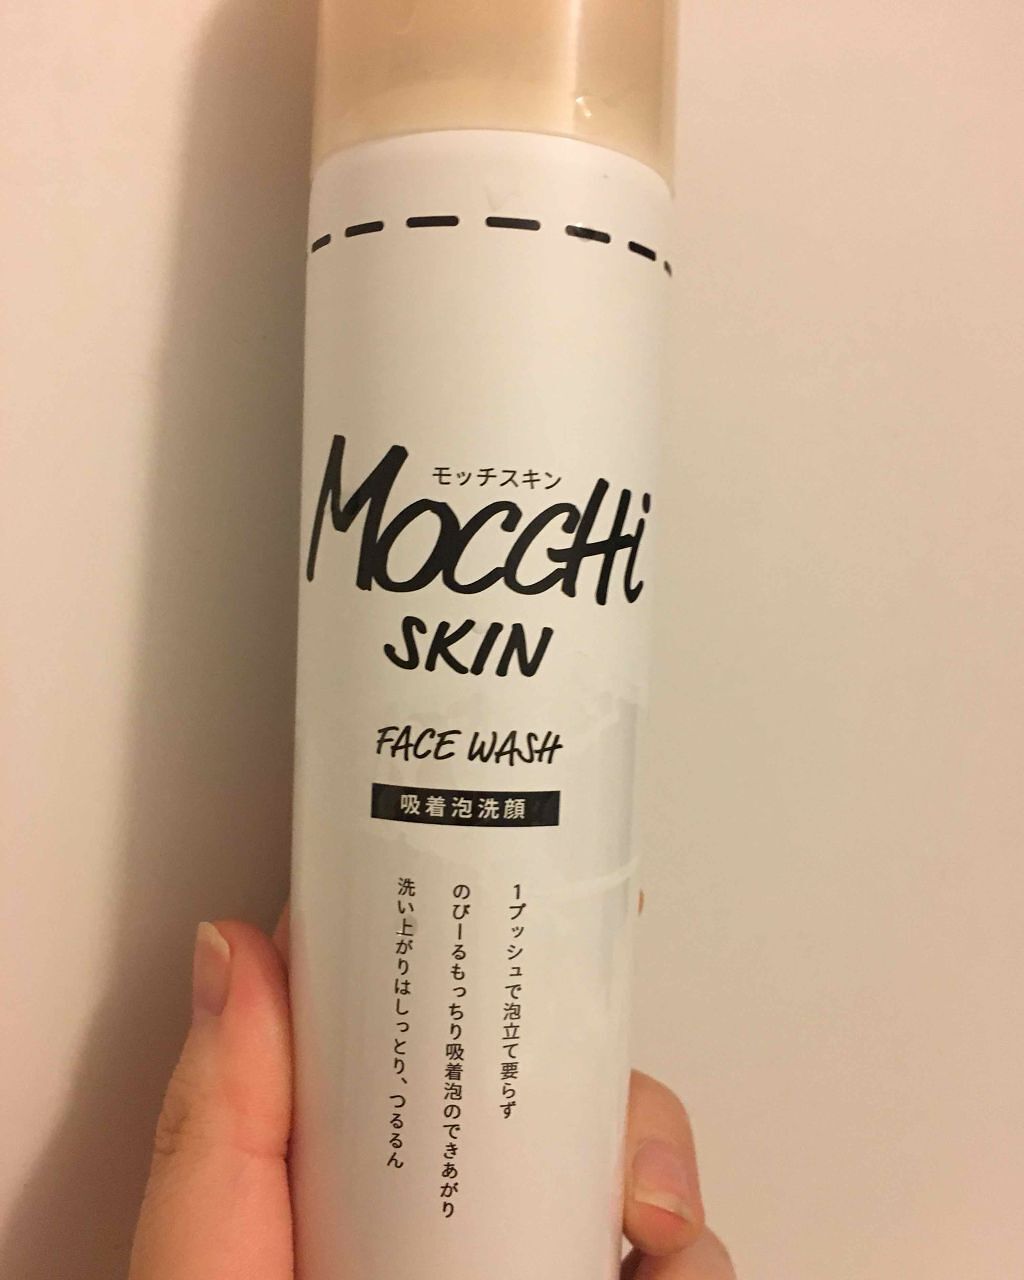 モッチスキン
MOCCHi
SKIN
FACE WASH
吸着泡洗顔
1プッシュで泡立て要らず
のびーるもっちり吸着泡のできあがり
洗い上がりはしっとり、つるるん